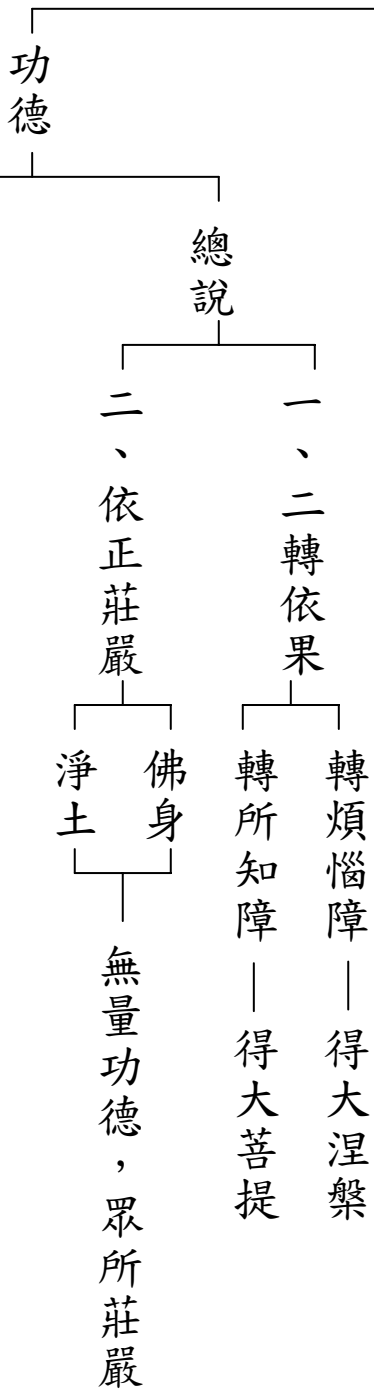 功德
總說
一、二轉依果
轉煩惱障
得大涅槃
轉所知障
得大菩提
二、依正莊嚴
佛身
淨土
無量功德，眾所莊嚴